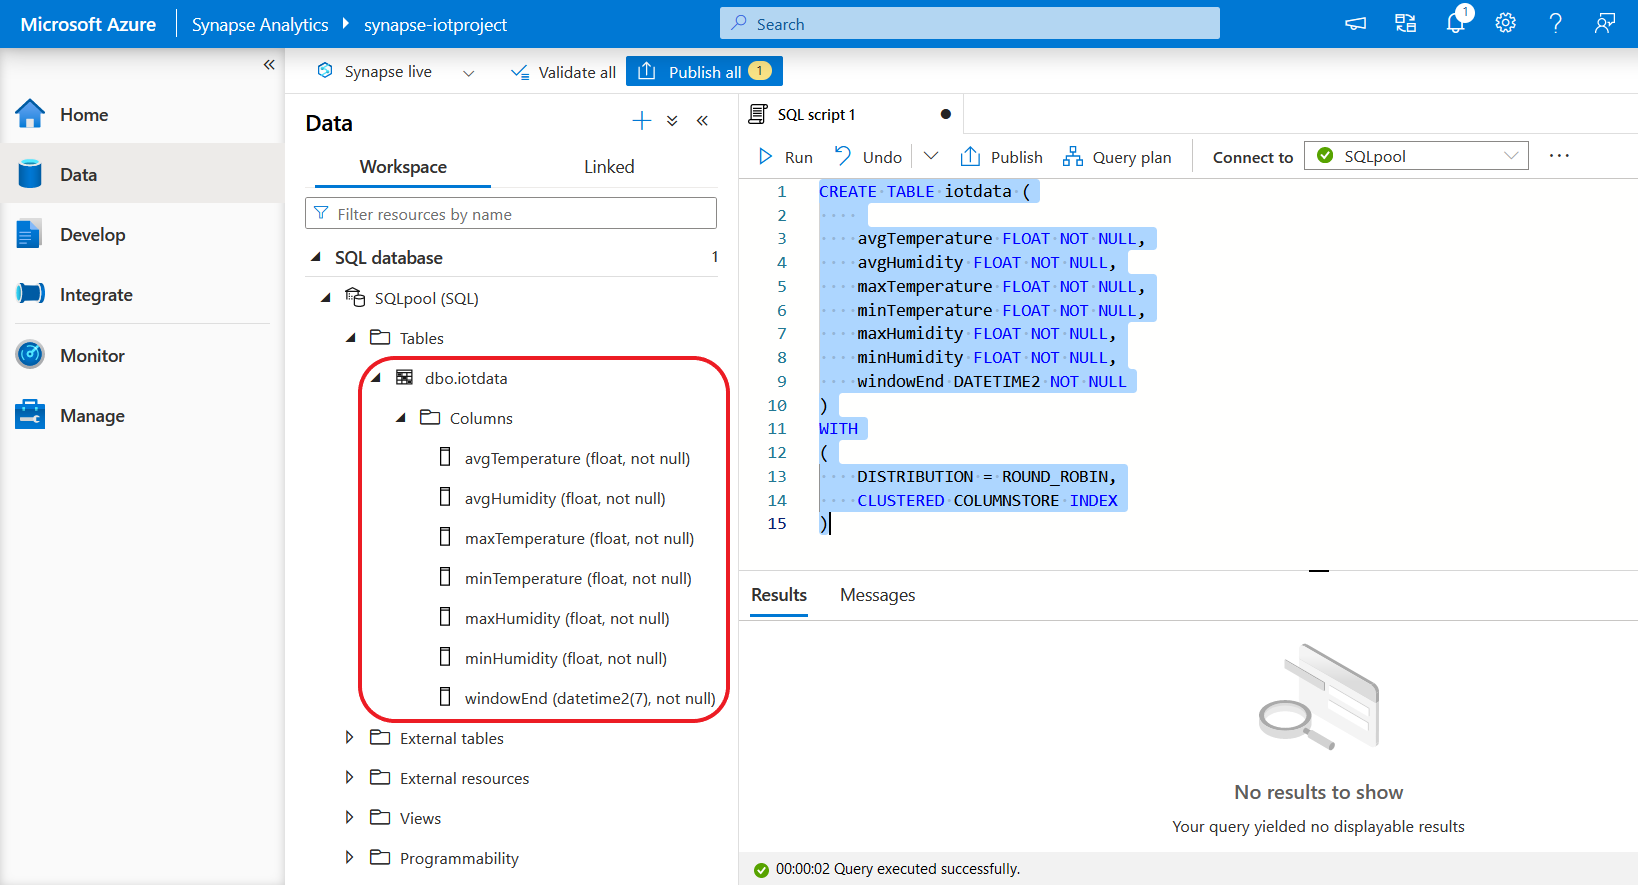 Microsoft Azure
Synapse Analytics
synapse-iotproject
Search
1
Synapse live
Validate all
Publish all
1
Home
Data
Develop
Integrate
Monitor
Manage
Data
Workspace
Linked
Filter resources by name
SQL database
1
SQLpool (SQL)
Tables
dbo.iotdata
Columns
avgTemperature (float, not null)
avgHumidity (float, not null)
maxTemperature (float, not null)
minTemperature (float, not null)
maxHumidity (float, not null)
minHumidity (float, not null)
windowEnd (datetime2(7), not null)
External tables
External resources
Views
Programmability
SQL script 1
Run
Undo
Publish
Query plan
Connect to
SQLpool
1 CREATE TABLE iotdata (
2
3 avgTemperature FLOAT NOT NULL,
4 avgHumidity FLOAT NOT NULL,
5 maxTemperature FLOAT NOT NULL,
6 minTemperature FLOAT NOT NULL,
7 maxHumidity FLOAT NOT NULL,
8 minHumidity FLOAT NOT NULL,
9 windowEnd DATETIME2 NOT NULL
10 )
11 WITH
12 (
13 DISTRIBUTION = ROUND_ROBIN,
14 CLUSTERED COLUMNSTORE INDEX
15 )
Results
Messages
No results to show
Your query yielded no displayable results
00:00:02 Query executed successfully.